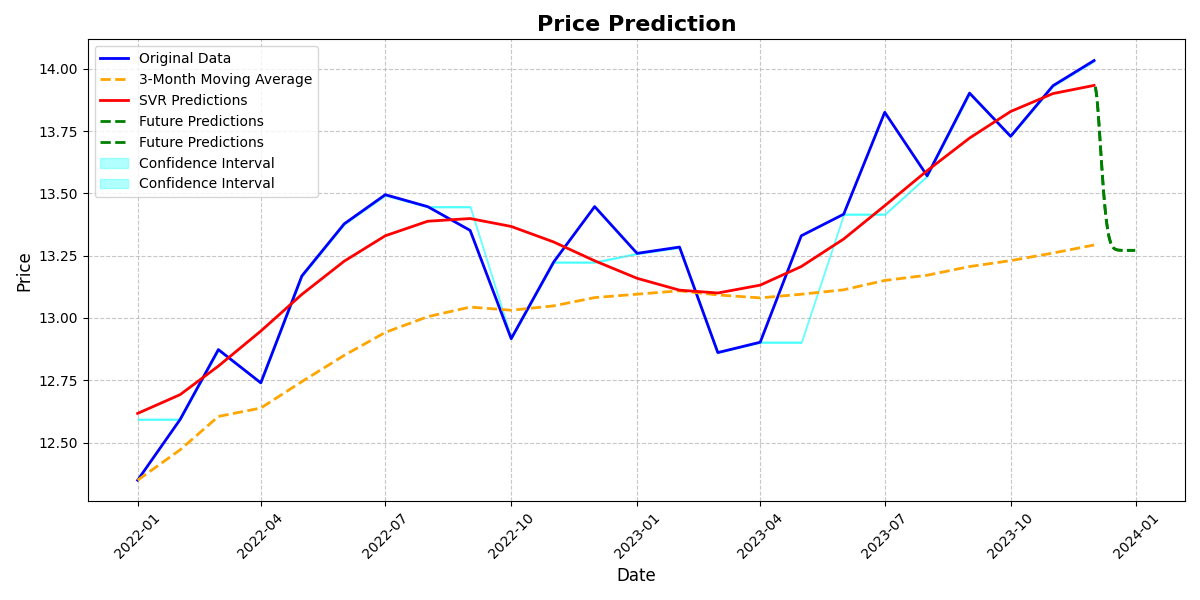 Price Prediction
Original Data
3-Month Moving Average
SVR Predictions
Future Predictions
Future Predictions
Confidence Interval
Confidence Interval
Price
14.00
13.75
13.50
13.25
13.00
12.75
12.50
2022-01
2022-04
2022-07
2022-10
2023-01
2023-04
2023-07
2023-10
2024-01
Date